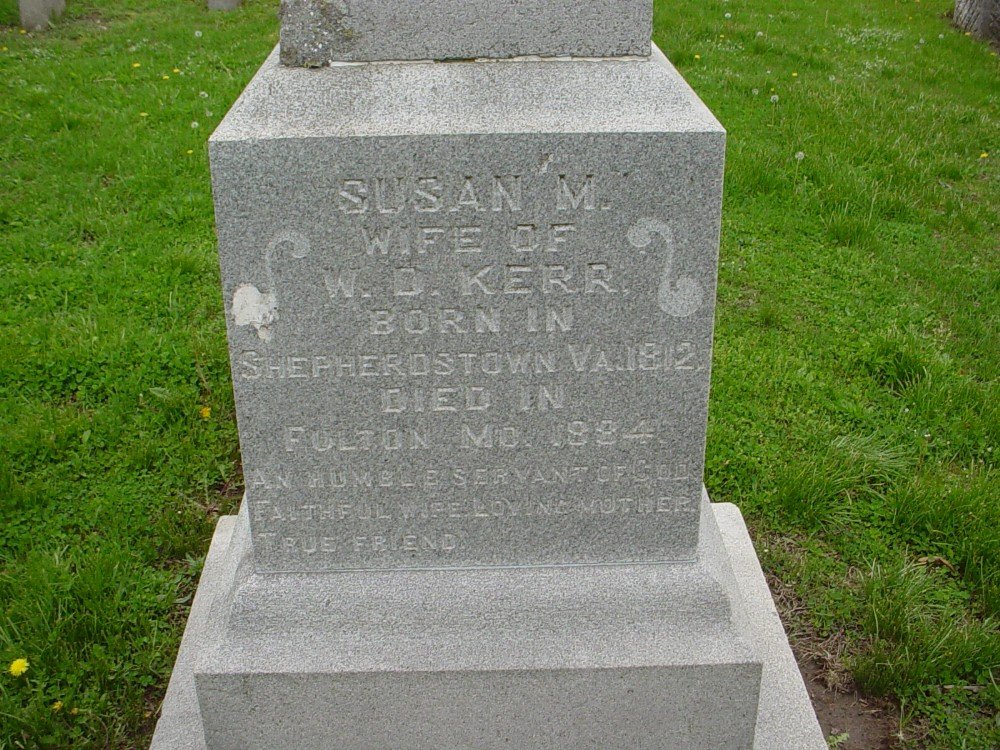 SUSAN M.
WIFE OF
W. D. KERR.
BORN IN
SHEPHERDSTOWN VA. 1812,
DIED IN
FULTON MO. 1884.
AN HUMBLE SERVANT OF GOD
FAITHFUL WIFE LOVING MOTHER
TRUE FRIEND